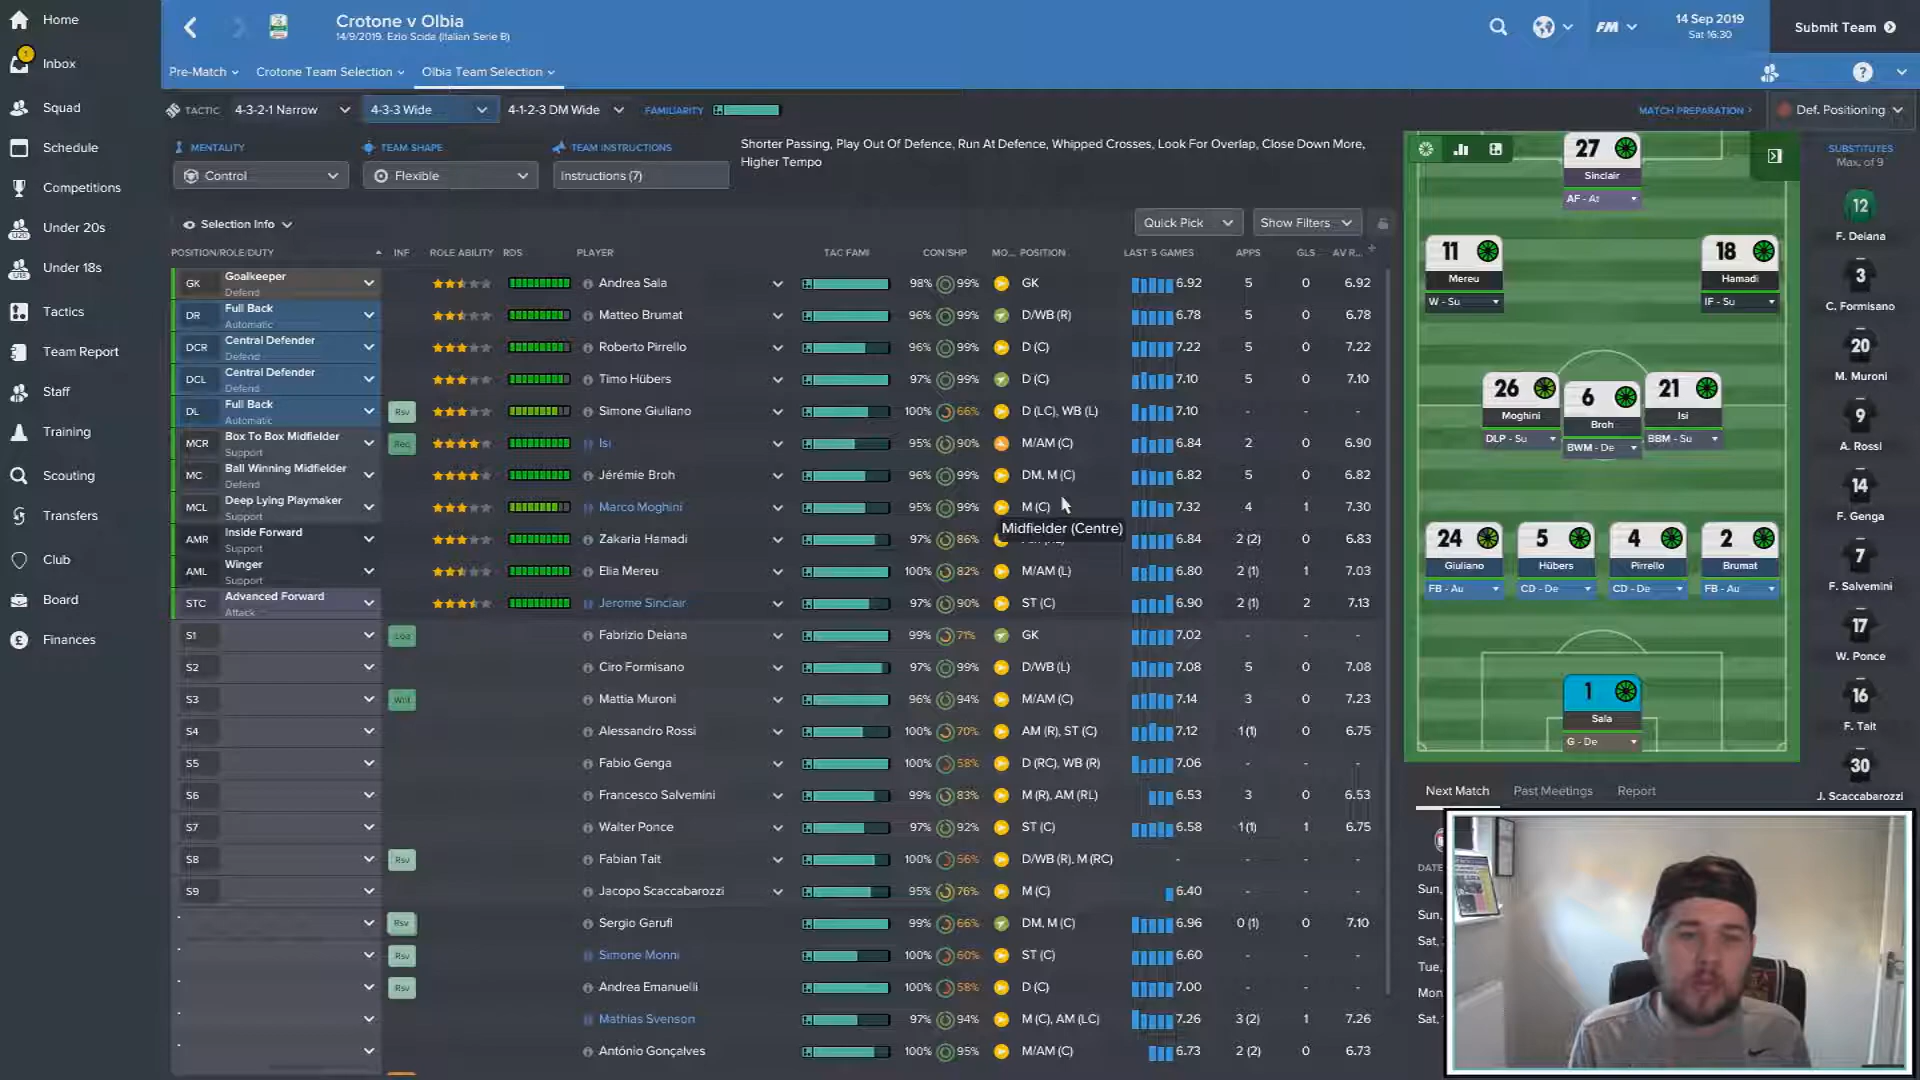 Home
Inbox
Squad
Schedule
Competitions
Under 20s
Under 18s
Tactics
Team Report
Staff
Training
Scouting
Transfers
Club
Board
Finances
Crotone v Olbia
14/9/2019. Ezio Scida (Italian Serie B)
FM
14 Sep 2019
Sat 16:30
Submit Team
Pre-Match
Crotone Team Selection
Olbia Team Selection
TACTIC
4-3-2-1 Narrow
4-3-3 Wide
4-1-2-3 DM Wide
FAMILIARITY
MATCH PREPARATION >
Def. Positioning
MENTALITY
Control
TEAM SHAPE
Flexible
TEAM INSTRUCTIONS
Instructions (7)
Shorter Passing, Play Out Of Defence, Run At Defence, Whipped Crosses, Look For Overlap, Close Down More,
Higher Tempo
Selection Info
Quick Pick
Show Filters
POSITION/ROLE/DUTY INF ROLE ABILITY RDS PLAYER TAC FAMI CON/SHP MO... POSITION LAST 5 GAMES APPS GLS AV R...
GK Goalkeeper Defend Andrea Sala 98% 99% GK 6.92 5 0 6.92
DR Full Back Automatic Matteo Brumat 96% 99% D/WB (R) 6.78 5 0 6.78
DCR Central Defender Defend Roberto Pirrello 96% 99% D (C) 7.22 5 0 7.22
DCL Central Defender Defend Timo Hübers 97% 99% D (C) 7.10 5 0 7.10
DL Full Back Automatic Rsv Simone Giuliano 100% 66% D (LC), WB (L) 7.10 - - -
MCR Box To Box Midfielder Support Isi 95% 90% M/AM (C) 6.84 2 0 6.90
MC Ball Winning Midfielder Defend Jérémie Broh 96% 99% DM, M (C) 6.82 5 0 6.82
MCL Deep Lying Playmaker Support Marco Moghini 95% 99% M (C) 7.32 4 1 7.30
Midfielder (Centre)
AMR Inside Forward Support Zakaria Hamadi 97% 86% 6.84 2 (2) 0 6.83
AML Winger Support Elia Mereu 100% 82% M/AM (L) 6.80 2 (1) 1 7.03
STC Advanced Forward Attack Jerome Sinclair 97% 90% ST (C) 6.90 2 (1) 2 7.13
S1 Loa Fabrizio Deiana 99% 71% GK 7.02 - - -
S2 Ciro Formisano 97% 99% D/WB (L) 7.08 5 0 7.08
S3 Wnt Mattia Muroni 96% 94% M/AM (C) 7.14 3 0 7.23
S4 Alessandro Rossi 100% 70% AM (R), ST (C) 7.12 1 (1) 0 6.75
S5 Fabio Genga 100% 58% D (RC), WB (R) 7.06 - - -
S6 Francesco Salvemini 99% 83% M (R), AM (RL) 6.53 3 0 6.53
S7 Walter Ponce 97% 92% ST (C) 6.58 1 (1) 1 6.75
S8 Rsv Fabian Tait 100% 56% D/WB (R), M (RC) - - - -
S9 Jacopo Scaccabarozzi 95% 76% M (C) 6.40 - - -
Rsv Sergio Garufi 99% 66% DM, M (C) 6.96 0 (1) 0 7.10
Rsv Simone Monni 100% 60% ST (C) 6.60 - - -
Rsv Andrea Emanuelli 100% 58% D (C) 7.00 - - -
Mathias Svenson 97% 94% M (C), AM (LC) 7.26 3 (2) 1 7.26
António Gonçalves 100% 95% M/AM (C) 6.73 2 (2) 0 6.73
27
Sinclair
AF - At
11
Mereu
W - Su
18
Hamadi
IF - Su
26
Moghini
DLP - Su
6
Broh
BWM - De
21
Isi
BBM - Su
24
Giuliano
FB - Au
5
Hübers
CD - De
4
Pirrello
CD - De
2
Brumat
FB - Au
1
Sala
G - De
SUBSTITUTES
Max. of 9
12
F. Deiana
3
C. Formisano
20
M. Muroni
9
A. Rossi
14
F. Genga
7
F. Salvemini
17
W. Ponce
16
F. Tait
30
J. Scaccabarozzi
Next Match
Past Meetings
Report
DATE
Sun,
Sun,
Sat,
Tue,
Mon
Sat,